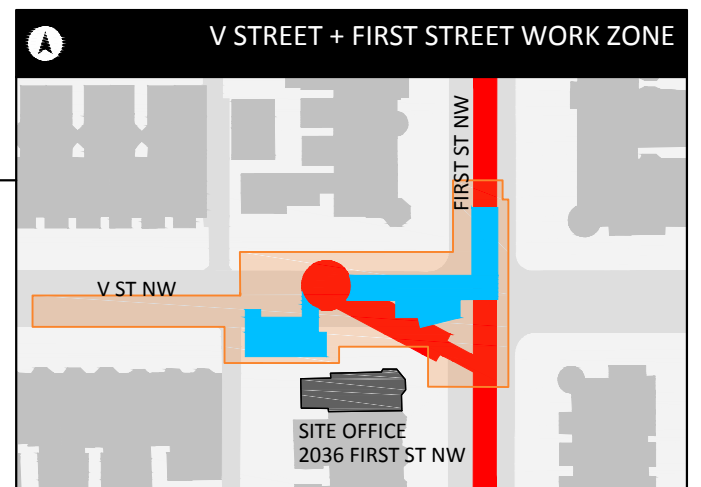 V STREET + FIRST STREET WORK ZONE
FIRST ST NW
V ST NW
SITE OFFICE
2036 FIRST ST NW